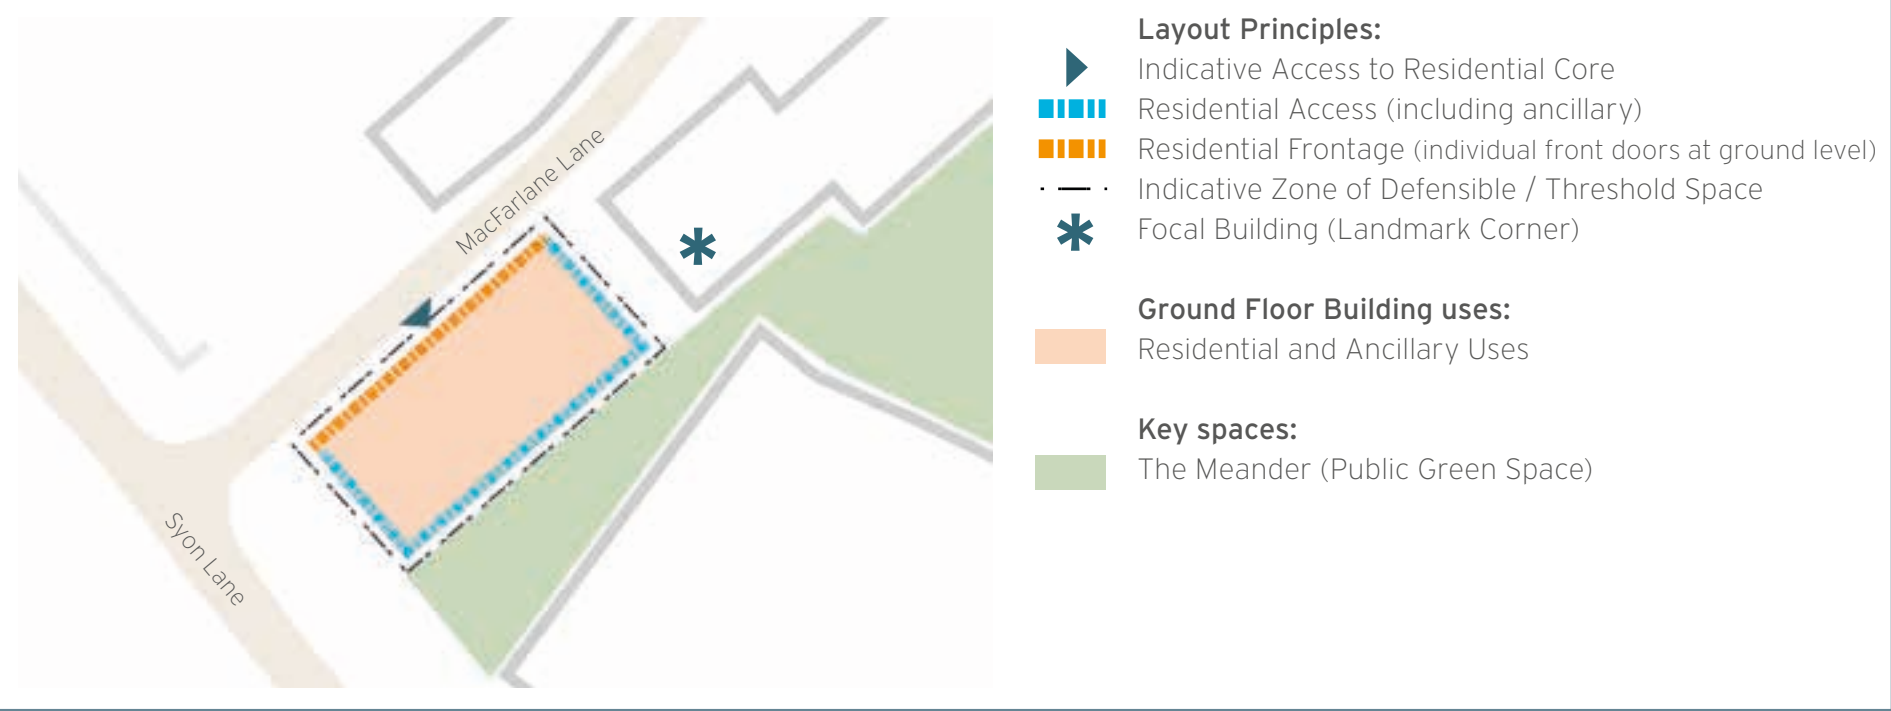 MacFarlane Lane
Syon Lane
Layout Principles:
Indicative Access to Residential Core
Residential Access (including ancillary)
Residential Frontage (individual front doors at ground level)
Indicative Zone of Defensible / Threshold Space
Focal Building (Landmark Corner)
Ground Floor Building uses:
Residential and Ancillary Uses
Key spaces:
The Meander (Public Green Space)